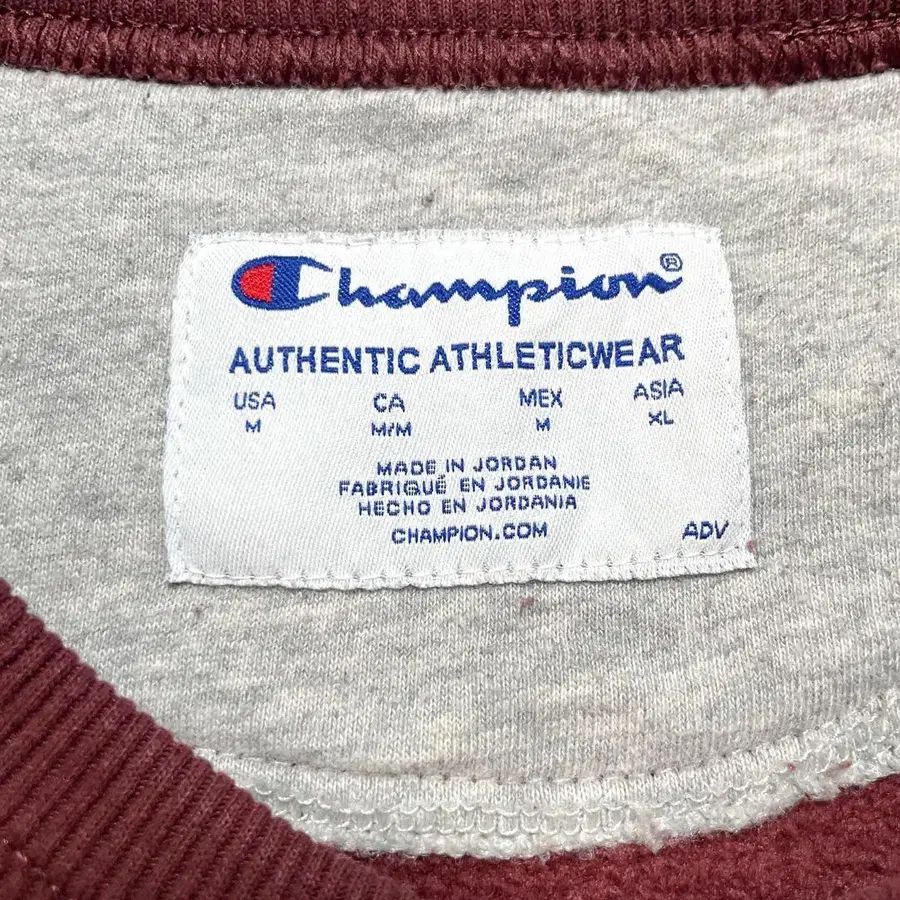 Champion®
AUTHENTIC ATHLETICWEAR
USA CA MEX ASIA
M M/M M XL
MADE IN JORDAN
FABRIQUÉ EN JORDANIE
HECHO EN JORDANIA
CHAMPION.COM ADV